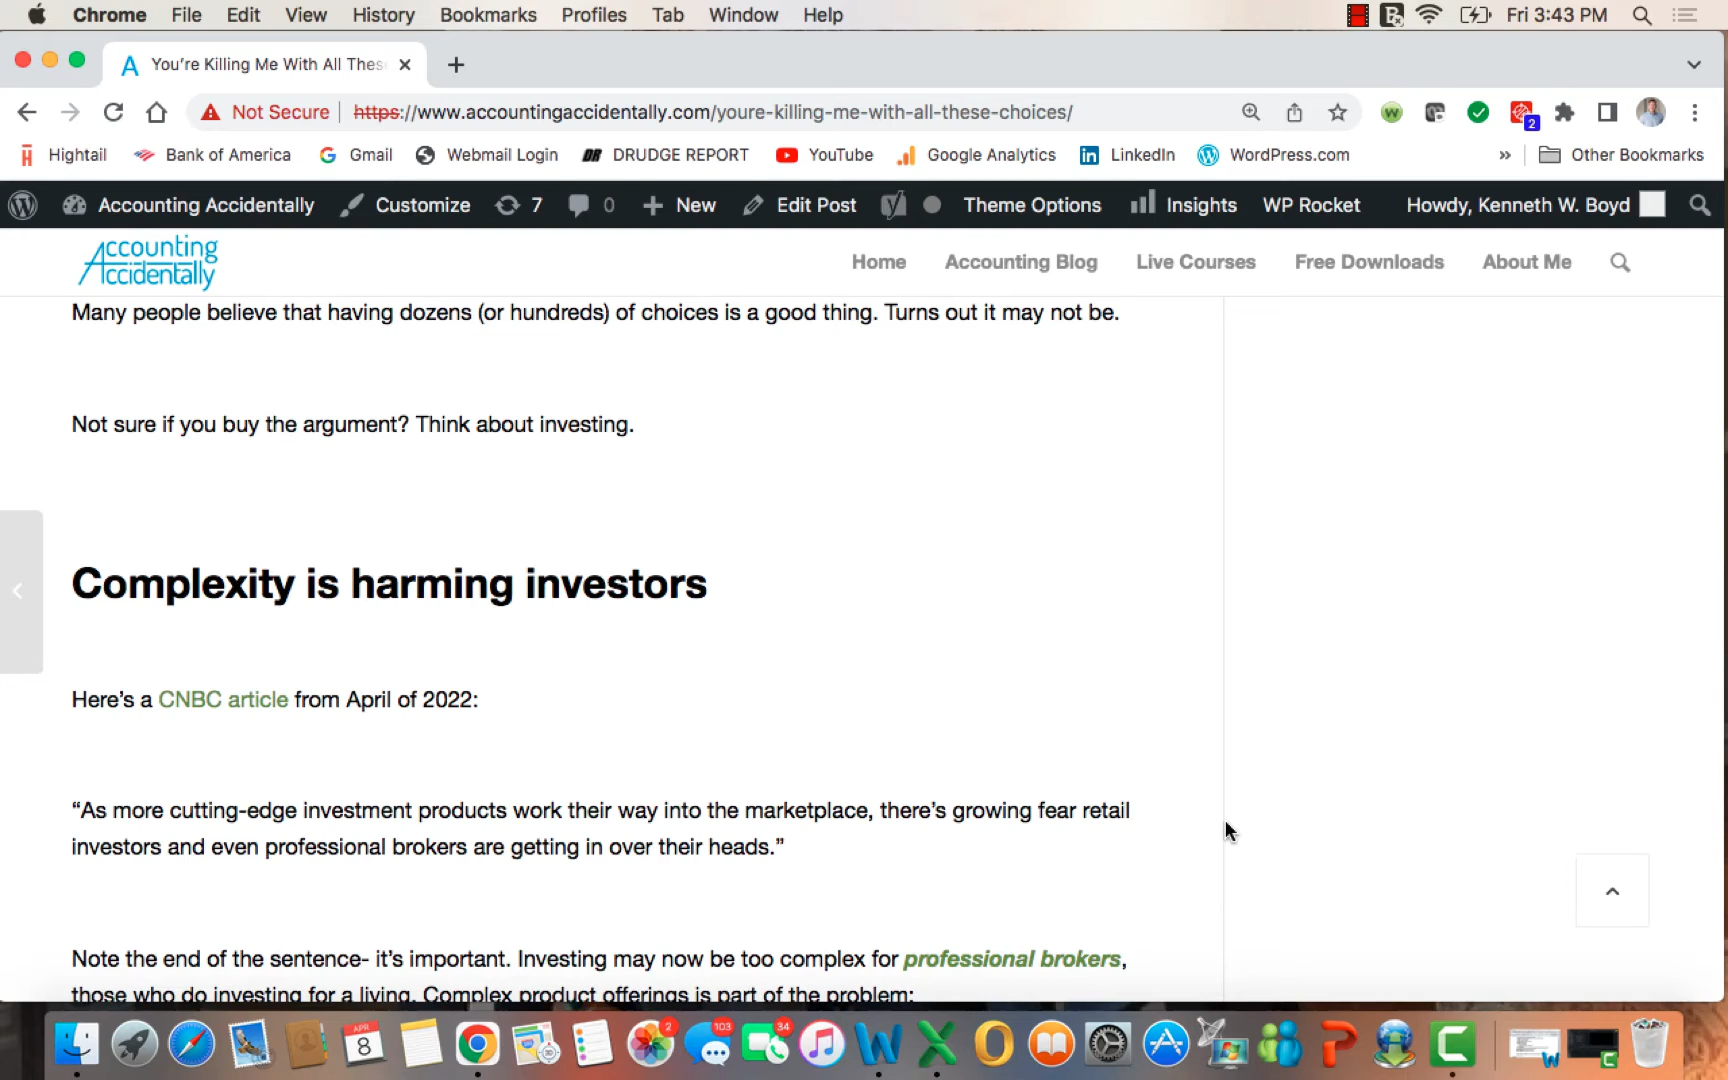 Chrome File Edit View History Bookmarks Profiles Tab Window Help Fri 3:43 PM
You're Killing Me With All Thes
Not Secure https://www.accountingaccidentally.com/youre-killing-me-with-all-these-choices/ 2
Hightail Bank of America Gmail Webmail Login DRUDGE REPORT YouTube Google Analytics LinkedIn WordPress.com » Other Bookmarks
Accounting Accidentally Customize 7 0 New Edit Post Theme Options Insights WP Rocket Howdy, Kenneth W. Boyd
Accounting
Accidentally
Home Accounting Blog Live Courses Free Downloads About Me
Many people believe that having dozens (or hundreds) of choices is a good thing. Turns out it may not be.
Not sure if you buy the argument? Think about investing.
Complexity is harming investors
Here's a CNBC article from April of 2022:
“As more cutting-edge investment products work their way into the marketplace, there's growing fear retail
investors and even professional brokers are getting in over their heads.”
Note the end of the sentence- it's important. Investing may now be too complex for professional brokers,
those who do investing for a living. Complex product offerings is part of the problem:
APR 8 2 103 34